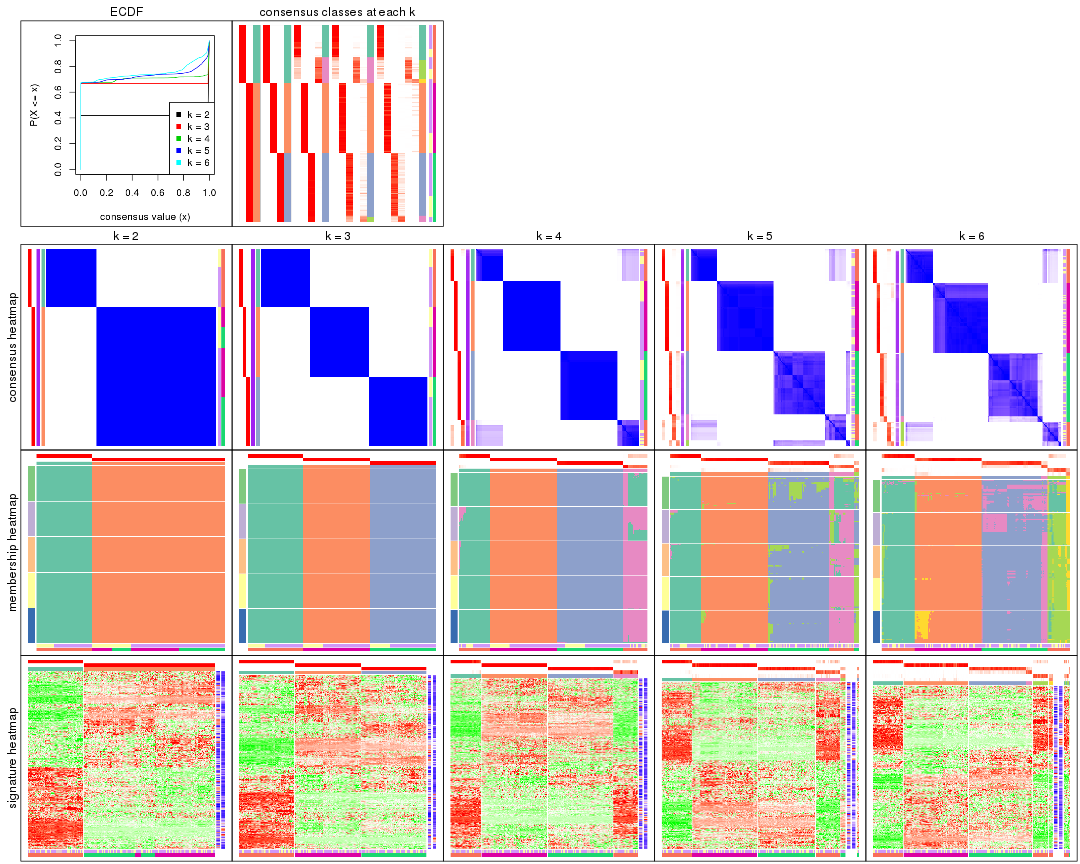 ECDF
consensus classes at each k
P(X <= x)
0.0 0.2 0.4 0.6 0.8 1.0
k = 2
k = 3
k = 4
k = 5
k = 6
0.0 0.2 0.4 0.6 0.8 1.0
consensus value (x)
k = 2
k = 3
k = 4
k = 5
k = 6
consensus heatmap
membership heatmap
signature heatmap